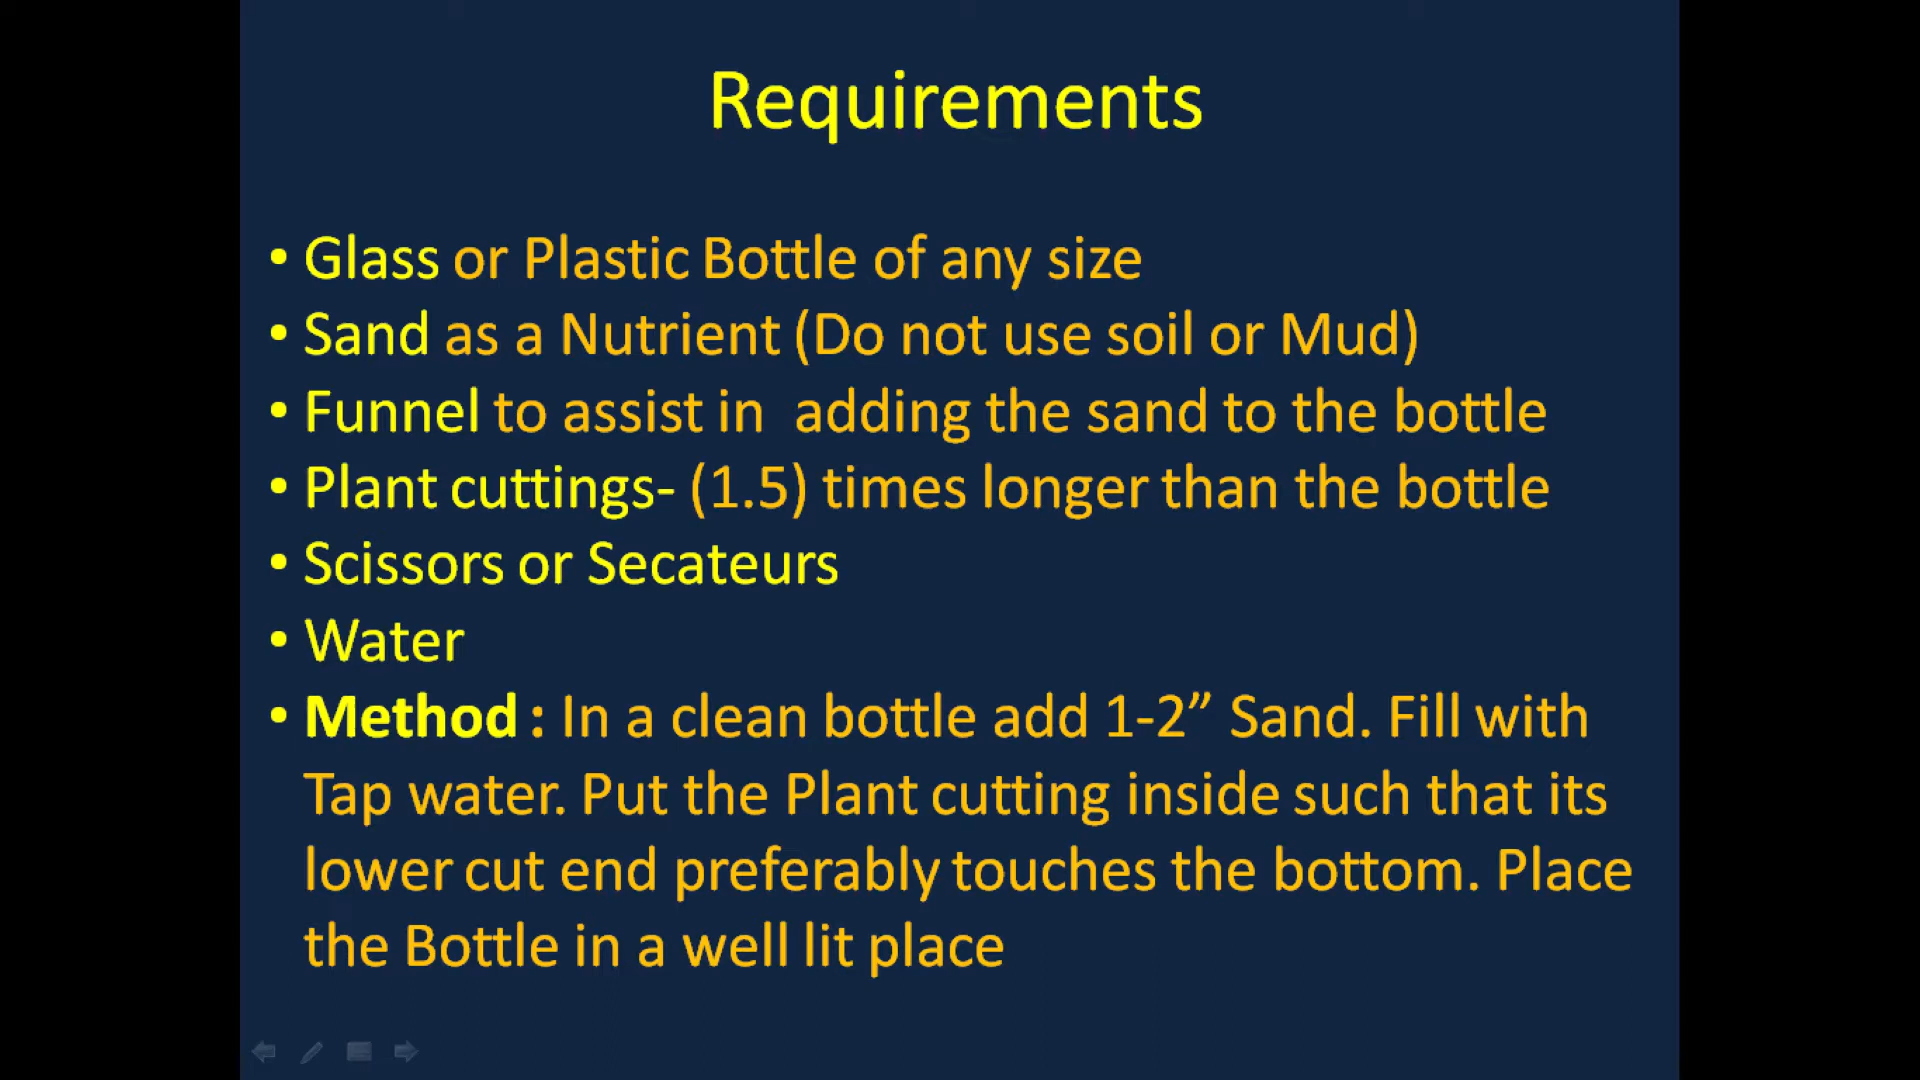 Requirements
• Glass or Plastic Bottle of any size
• Sand as a Nutrient (Do not use soil or Mud)
• Funnel to assist in  adding the sand to the bottle
• Plant cuttings- (1.5) times longer than the bottle
• Scissors or Secateurs
• Water
• Method : In a clean bottle add 1-2” Sand. Fill with
Tap water. Put the Plant cutting inside such that its
lower cut end preferably touches the bottom. Place
the Bottle in a well lit place